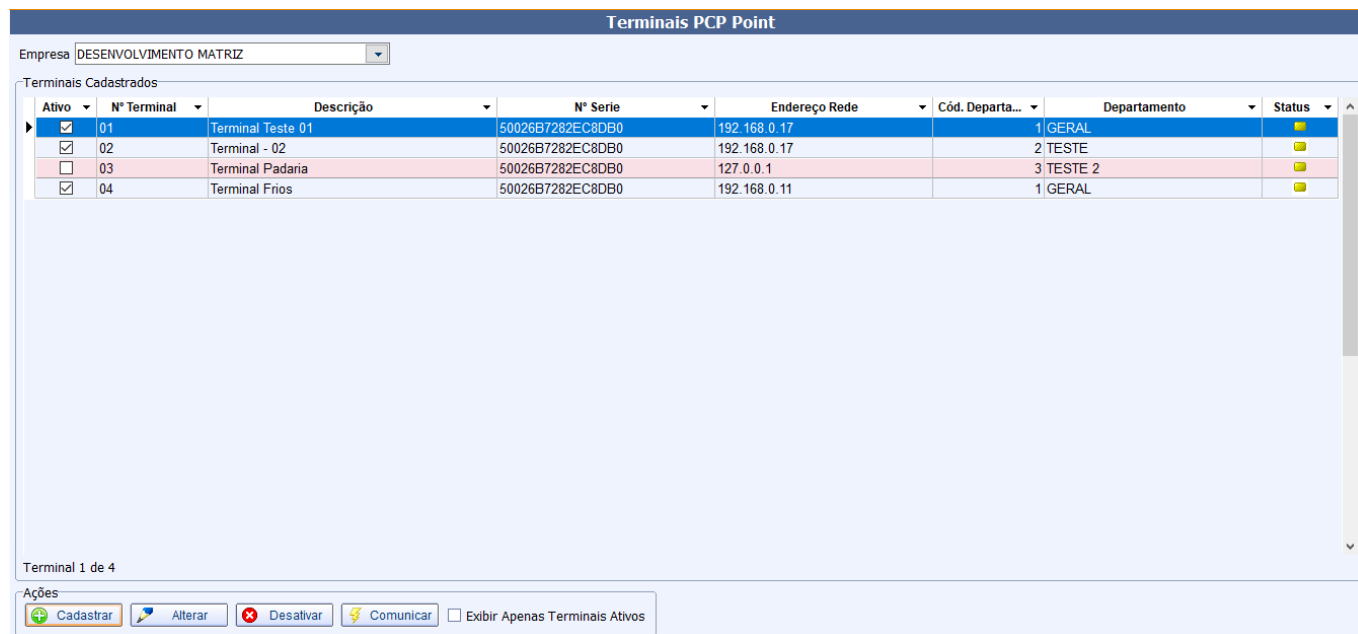 Terminais PCP Point
Empresa DESENVOLVIMENTO MATRIZ
Terminais Cadastrados
Ativo Nº Terminal Descrição Nº Serie Endereço Rede Cód. Departa... Departamento Status
01 Terminal Teste 01 50026B7282EC8DB0 192.168.0.17 1 GERAL
02 Terminal - 02 50026B7282EC8DB0 192.168.0.17 2 TESTE
03 Terminal Padaria 50026B7282EC8DB0 127.0.0.1 3 TESTE 2
04 Terminal Frios 50026B7282EC8DB0 192.168.0.11 1 GERAL
Terminal 1 de 4
Ações
Cadastrar Alterar Desativar Comunicar Exibir Apenas Terminais Ativos